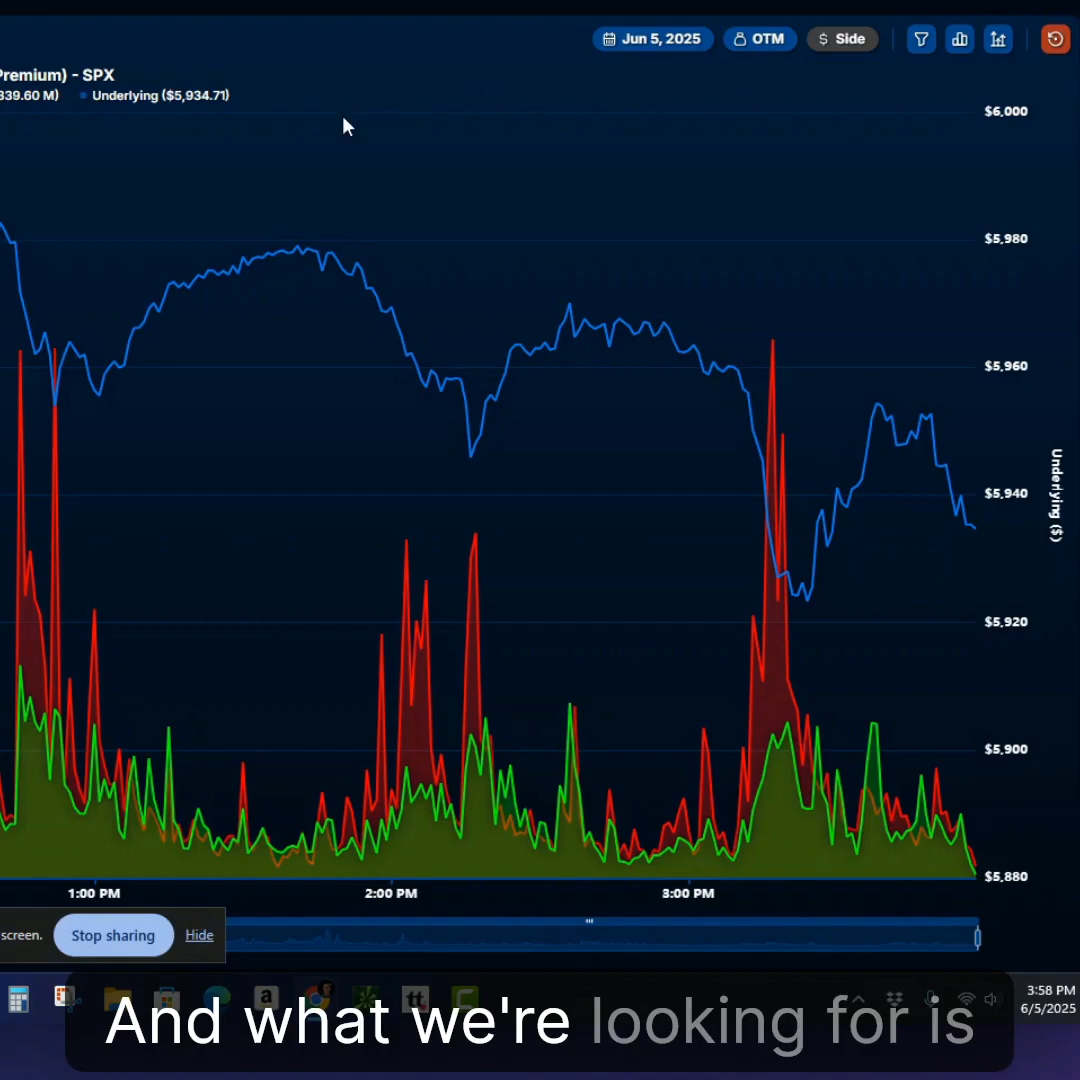 Jun 5, 2025
OTM
$ Side
Premium) - SPX
339.60 M)
Underlying ($5,934.71)
$6,000
$5,980
$5,960
$5,940
$5,920
$5,900
$5,880
Underlying ($)
1:00 PM
2:00 PM
3:00 PM
screen.
Stop sharing
Hide
a
tt
C
3:58 PM
6/5/2025
And what we're looking for is